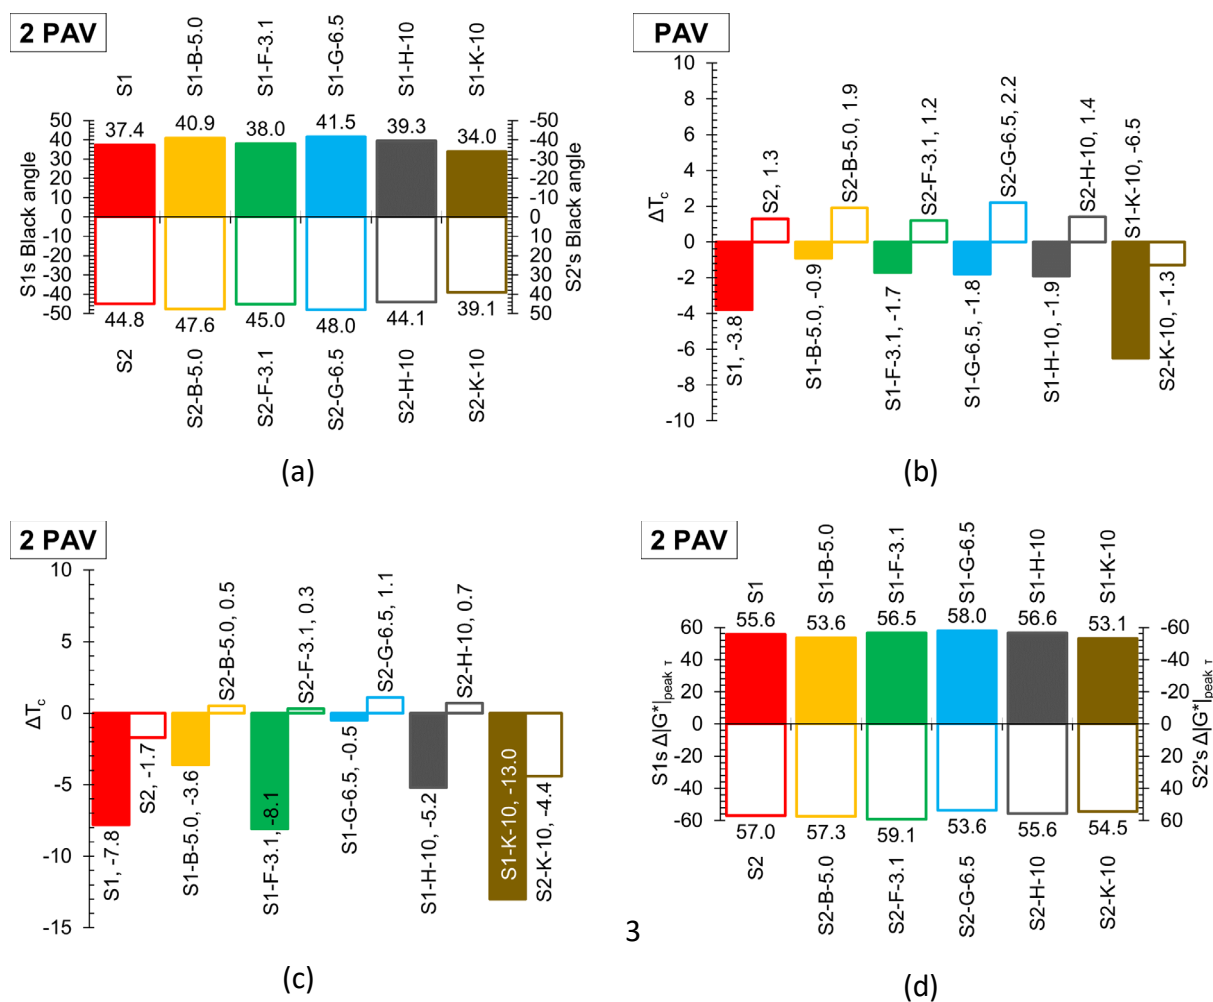 2 PAV
S1
S1-B-5.0
S1-F-3.1
S1-G-6.5
S1-H-10
S1-K-10
50
40
30
20
10
0
-10
-20
-30
-40
-50
S1s Black angle
37.4
40.9
38.0
41.5
39.3
34.0
44.8
47.6
45.0
48.0
44.1
39.1
-50
-40
-30
-20
-10
0
10
20
30
40
50
S2's Black angle
S2
S2-B-5.0
S2-F-3.1
S2-G-6.5
S2-H-10
S2-K-10
(a)
PAV
10
8
6
4
2
0
-2
-4
-6
-8
-10
ΔTc
S1, -3.8
S2, 1.3
S1-B-5.0, -0.9
S2-B-5.0, 1.9
S1-F-3.1, -1.7
S2-F-3.1, 1.2
S1-G-6.5, -1.8
S2-G-6.5, 2.2
S1-H-10, -1.9
S2-H-10, 1.4
S1-K-10, -6.5
S2-K-10, -1.3
(b)
2 PAV
10
5
0
-5
-10
-15
ΔTc
S1, -7.8
S2, -1.7
S1-B-5.0, -3.6
S2-B-5.0, 0.5
S1-F-3.1, -8.1
S2-F-3.1, 0.3
S1-G-6.5, -0.5
S2-G-6.5, 1.1
S1-H-10, -5.2
S2-H-10, 0.7
S1-K-10, -13.0
S2-K-10, -4.4
(c)
2 PAV
S1
S1-B-5.0
S1-F-3.1
S1-G-6.5
S1-H-10
S1-K-10
60
40
20
0
-20
-40
-60
S1s Δ|G*|peak τ
55.6
53.6
56.5
58.0
56.6
53.1
57.0
57.3
59.1
53.6
55.6
54.5
-60
-40
-20
0
20
40
60
S2's Δ|G*|peak τ
S2
S2-B-5.0
S2-F-3.1
S2-G-6.5
S2-H-10
S2-K-10
3
(d)